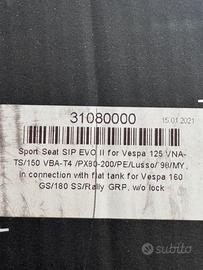 31080000
15.01.2021
Sport Seat SIP EVO II for Vespa 125 VNA-
TS/150 VBA-T4 /PX80-200/PE/Lusso/`98/MY,
in connection with flat tank for Vespa 160
GS/180 SS/Rally GRP, w/o lock
Subito